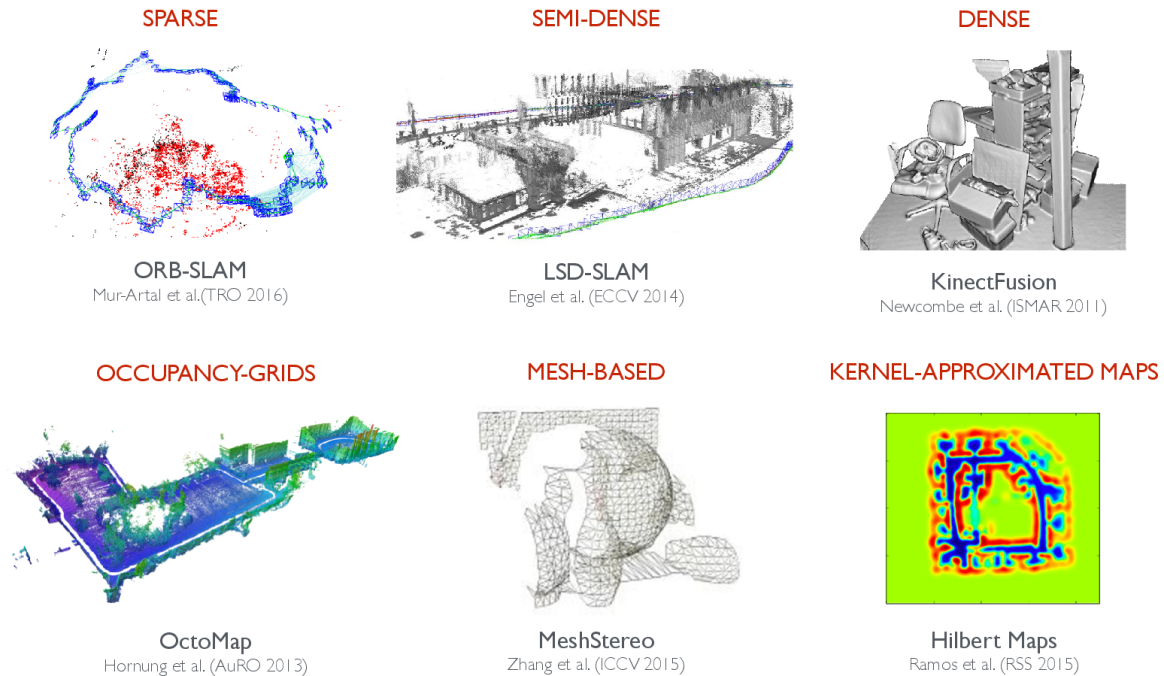 SPARSE
SEMI-DENSE
DENSE
ORB-SLAM
Mur-Artal et al.(TRO 2016)
LSD-SLAM
Engel et al. (ECCV 2014)
KinectFusion
Newcombe et al. (ISMAR 2011)
OCCUPANCY-GRIDS
MESH-BASED
KERNEL-APPROXIMATED MAPS
OctoMap
Hornung et al. (AuRO 2013)
MeshStereo
Zhang et al. (ICCV 2015)
Hilbert Maps
Ramos et al. (RSS 2015)